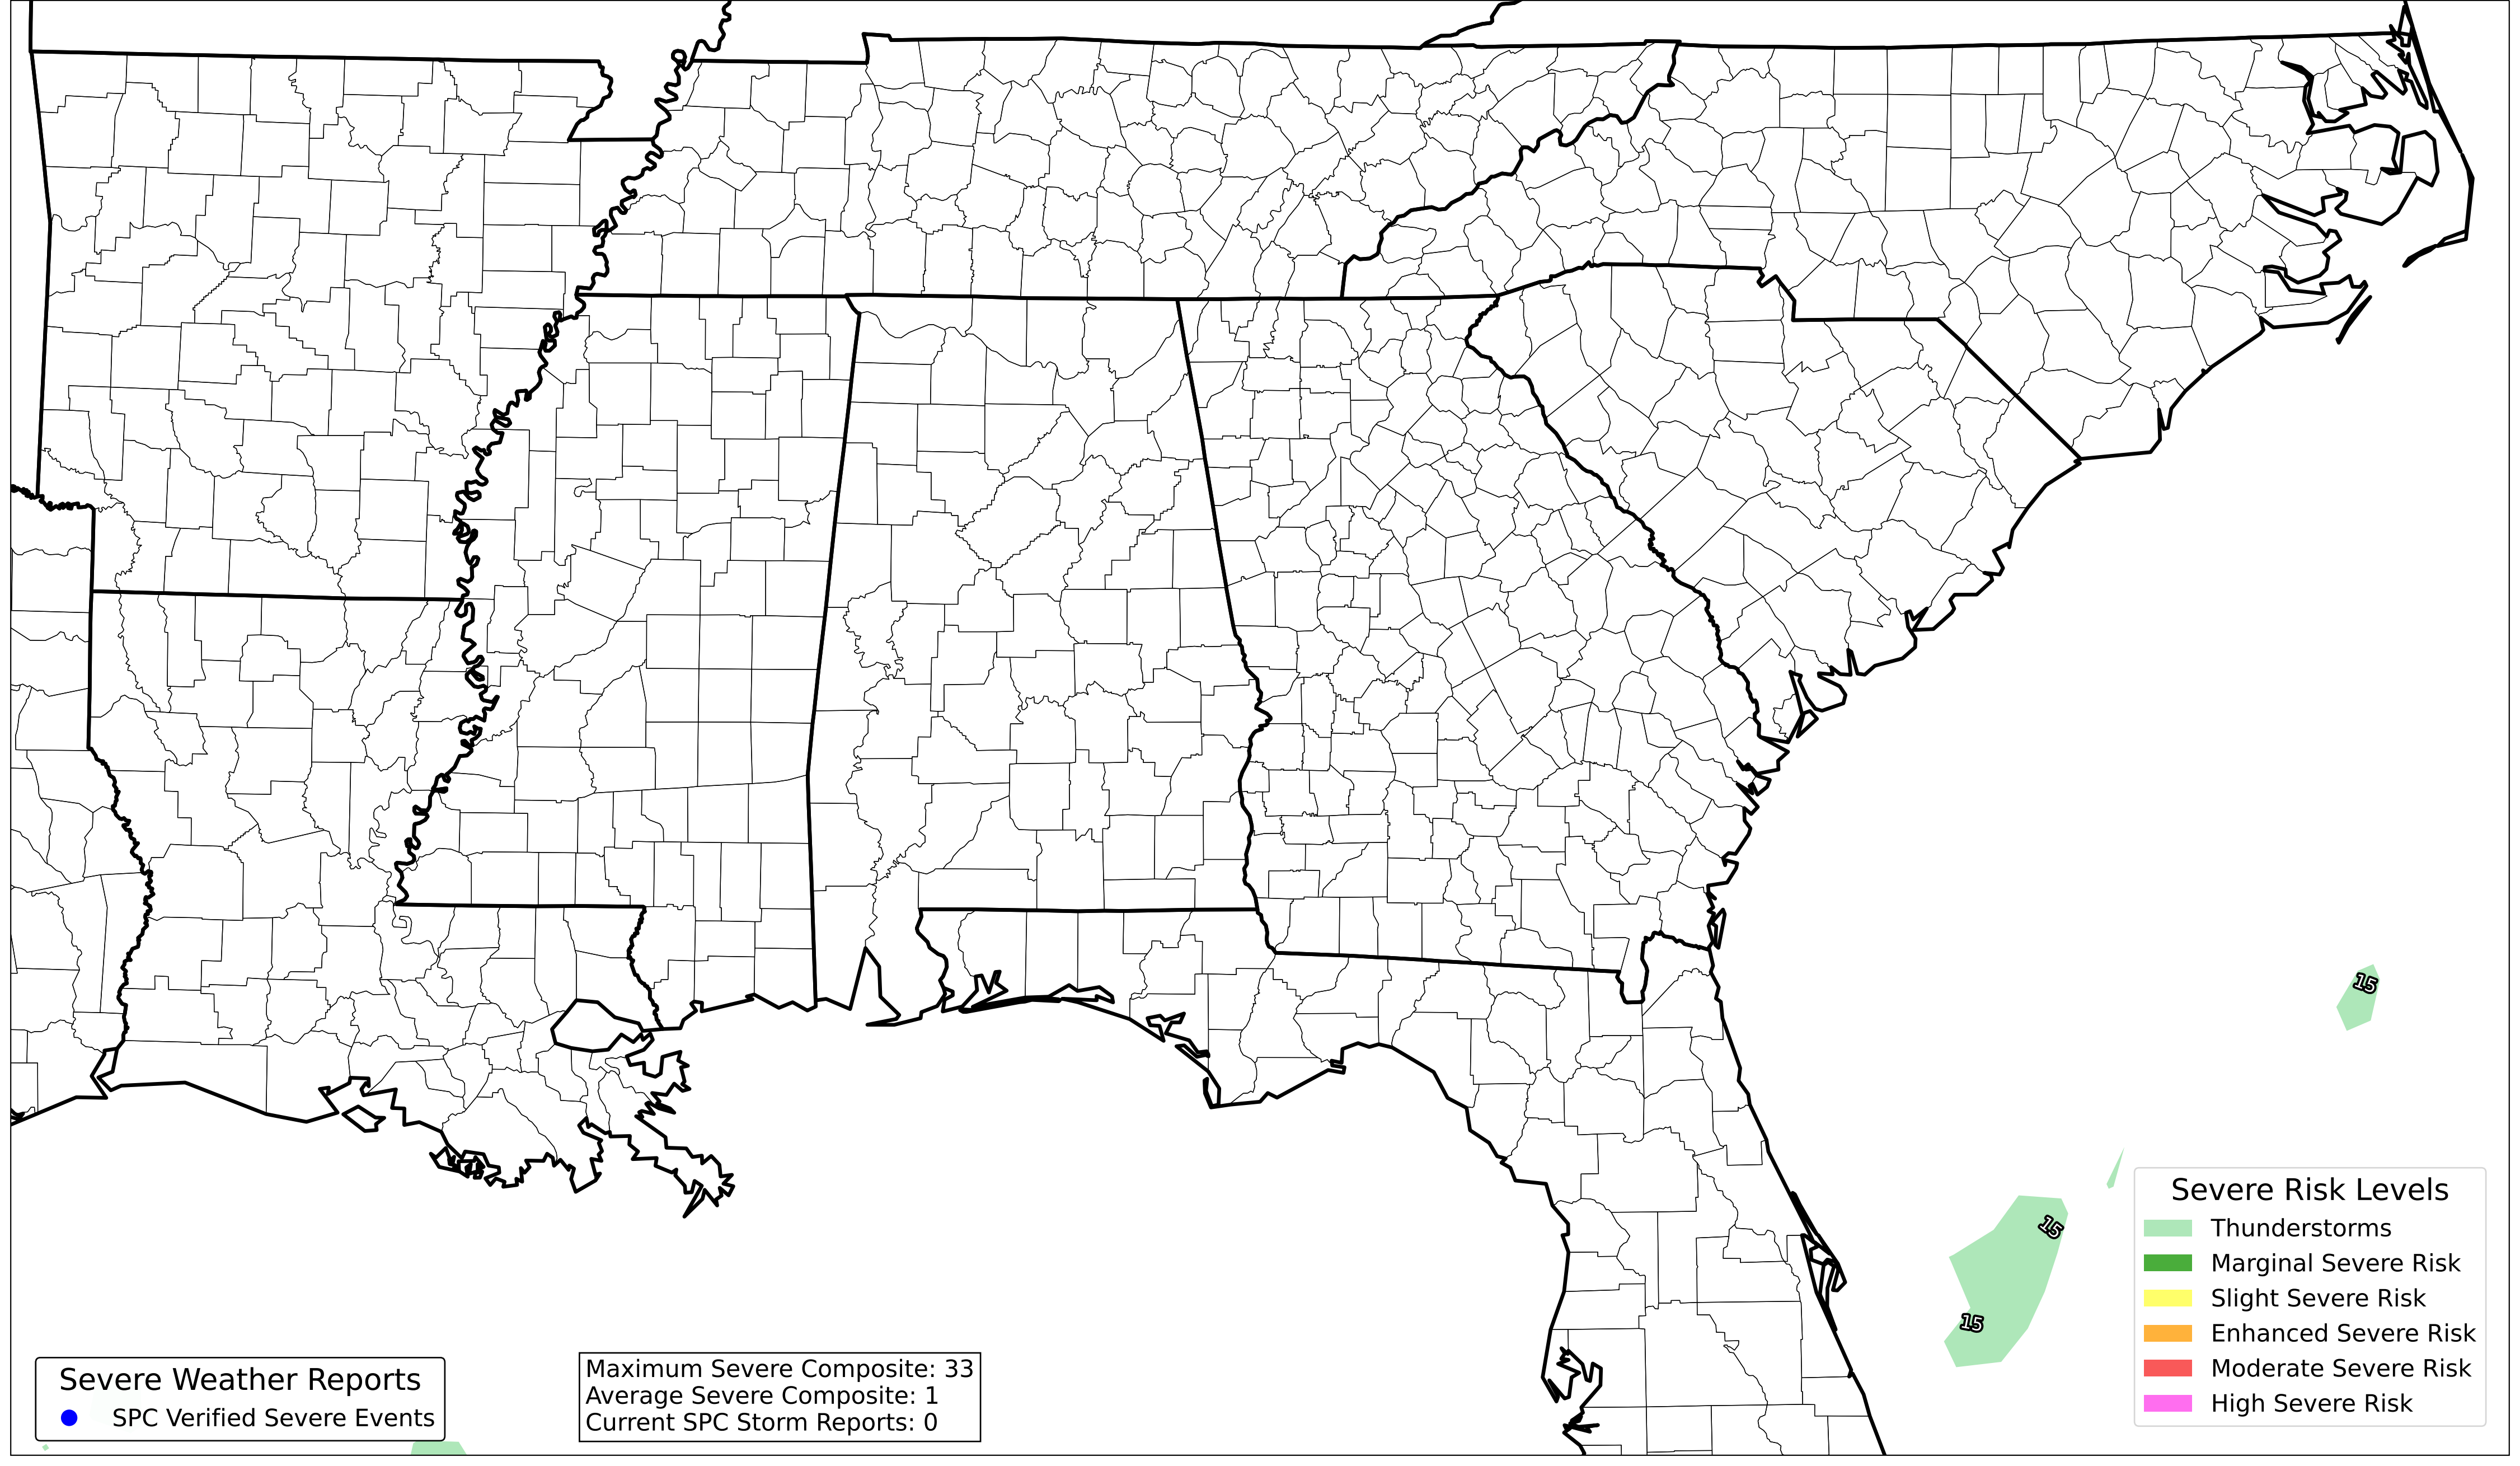 15
15
15
Severe Risk Levels
Thunderstorms
Marginal Severe Risk
Slight Severe Risk
Enhanced Severe Risk
Moderate Severe Risk
High Severe Risk
Severe Weather Reports
SPC Verified Severe Events
Maximum Severe Composite: 33
Average Severe Composite: 1
Current SPC Storm Reports: 0